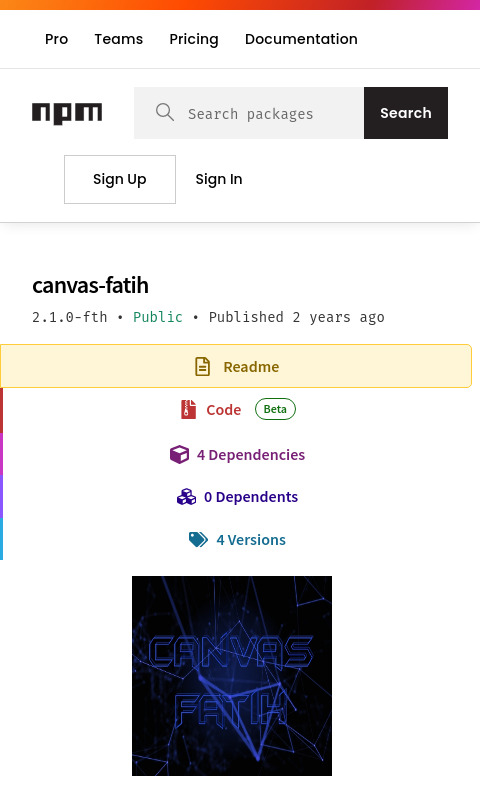 Pro Teams Pricing Documentation
npm
Search packages
Search
Sign Up Sign In
canvas-fatih
2.1.0-fth • Public • Published 2 years ago
Readme
Code Beta
4 Dependencies
0 Dependents
4 Versions
CANVAS
FATIH